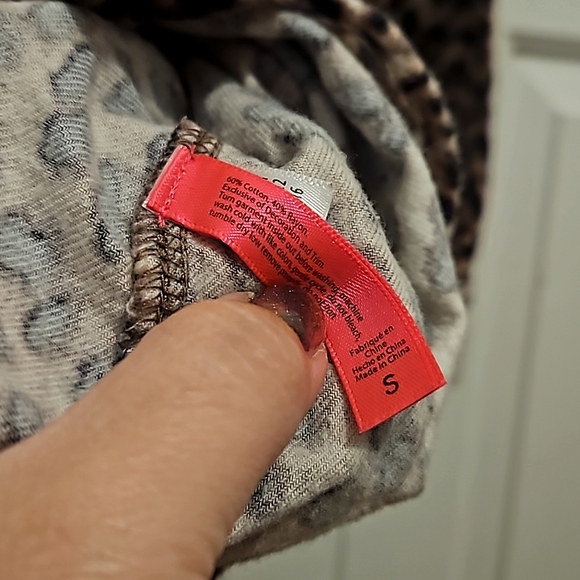 60% Cotton, 40% Rayon.
Exclusive of Decoration and Trim.
Turn garment inside out before washing, machine
wash cold with like colors, gentle cycle, do not bleach,
tumble dry low remove
Fabriqué en
Chine
Hecho en China
Made in China
S